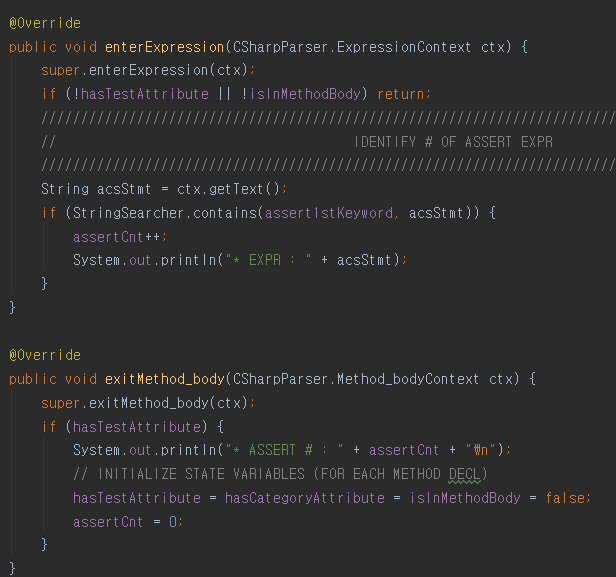 @Override
public void enterExpression(CSharpParser.ExpressionContext ctx) {
super.enterExpression(ctx);
if (!hasTestAttribute || !isInMethodBody) return;
////////////////////////////////////////////////////////////////////////
// IDENTIFY # OF ASSERT EXPR
////////////////////////////////////////////////////////////////////////
String acsStmt = ctx.getText();
if (StringSearcher.contains(assert1stKeyword, acsStmt)) {
assertCnt++;
System.out.println("* EXPR : " + acsStmt);
}
}
@Override
public void exitMethod_body(CSharpParser.Method_bodyContext ctx) {
super.exitMethod_body(ctx);
if (hasTestAttribute) {
System.out.println("* ASSERT # : " + assertCnt + "₩n");
// INITIALIZE STATE VARIABLES (FOR EACH METHOD DECL)
hasTestAttribute = hasCategoryAttribute = isInMethodBody = false;
assertCnt = 0;
}
}